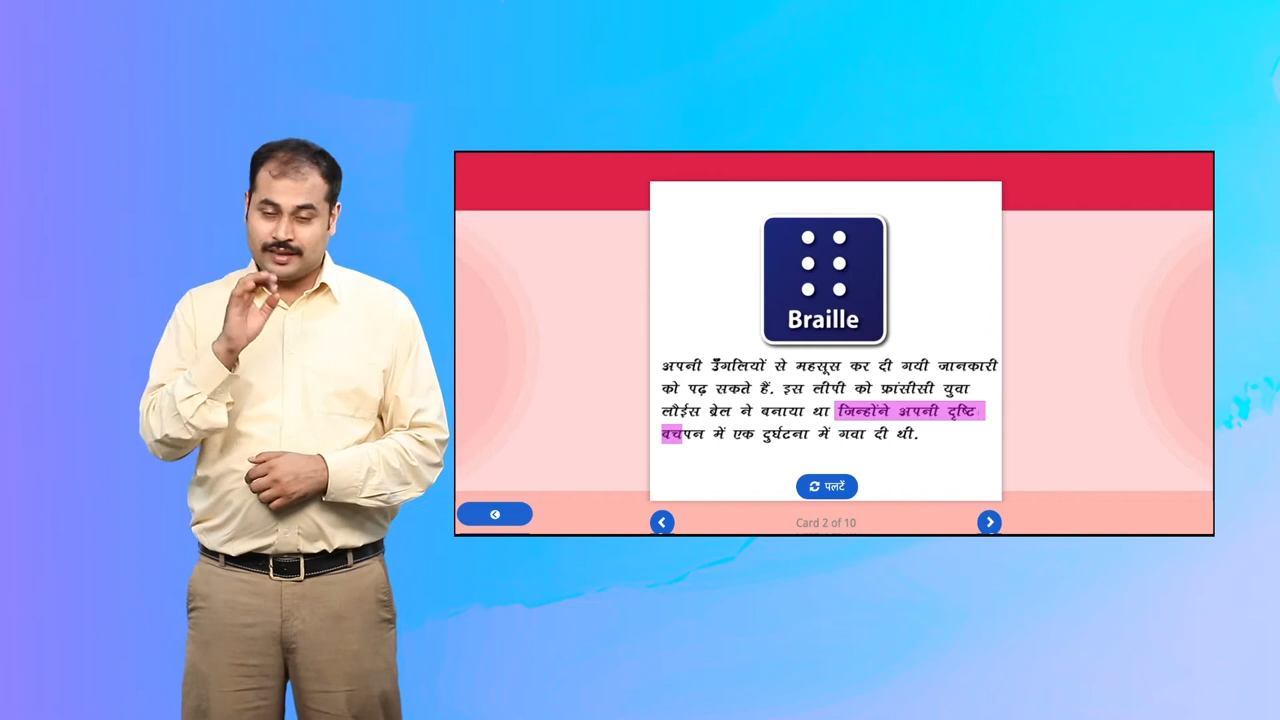 Braille
अपनी उँगलियों से महसूस कर दी गयी जानकारी
को पढ़ सकते हैं. इस लीपी को फ्रांसीसी युवा
लौईस ब्रेल ने बनाया था जिन्होंने अपनी दृष्टि
बचपन में एक दुर्घटना में गवा दी थी.
पलटें
Card 2 of 10